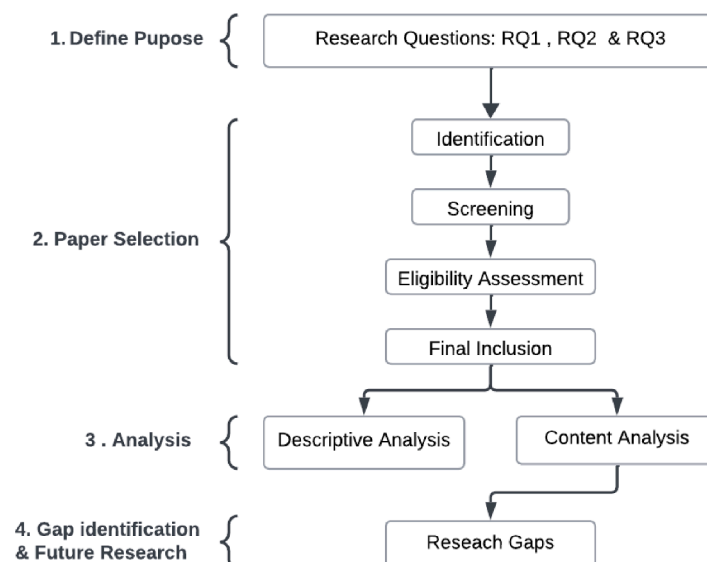 1. Define Pupose
Research Questions: RQ1 , RQ2 & RQ3
Identification
Screening
2. Paper Selection
Eligibility Assessment
Final Inclusion
3 . Analysis
Descriptive Analysis
Content Analysis
4. Gap identification
& Future Research
Reseach Gaps